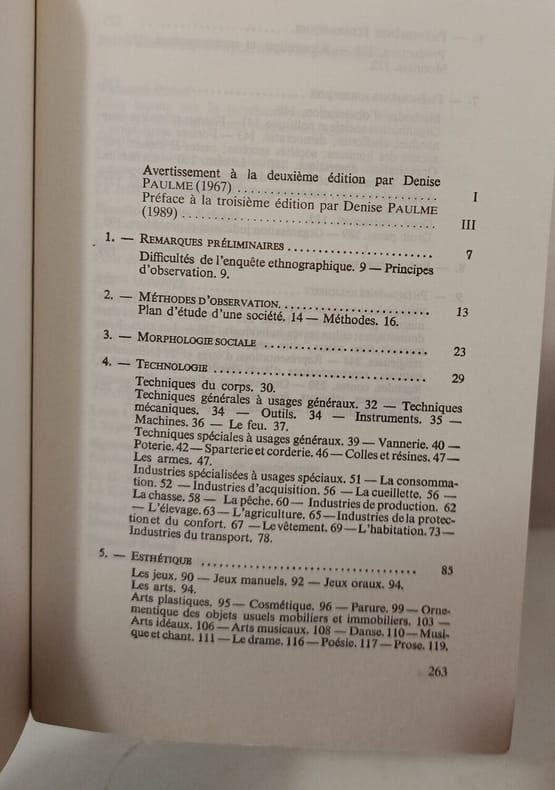 Avertissement à la deuxième édition par Denise
PAULME (1967) .............................. I
Préface à la troisième édition par Denise PAULME
(1989) .............................. III
1. — REMARQUES PRÉLIMINAIRES .............................. 7
Difficultés de l'enquête ethnographique. 9 — Principes
d'observation. 9.
2. — MÉTHODES D'OBSERVATION. .............................. 13
Plan d'étude d'une société. 14 — Méthodes. 16.
3. — MORPHOLOGIE SOCIALE .............................. 23
4. — TECHNOLOGIE .............................. 29
Techniques du corps. 30.
Techniques générales à usages généraux. 32 — Techniques
mécaniques. 34 — Outils. 34 — Instruments. 35 —
Machines. 36 — Le feu. 37.
Techniques spéciales à usages généraux. 39 — Vannerie. 40 —
Poterie. 42 — Sparterie et corderie. 46 — Colles et résines. 47 —
Les armes. 47.
Industries spécialisées à usages spéciaux. 51 — La consomma-
tion. 52 — Industries d'acquisition. 56 — La cueillette. 56 —
La chasse. 58 — La pêche. 60 — Industries de production. 62
— L'élevage. 63 — L'agriculture. 65 — Industries de la protec-
tion et du confort. 67 — Le vêtement. 69 — L'habitation. 73 —
Industries du transport. 78.
5. — ESTHÉTIQUE .............................. 85
Les jeux. 90 — Jeux manuels. 92 — Jeux oraux. 94.
Les arts. 94.
Arts plastiques. 95 — Cosmétique. 96 — Parure. 99 — Orne-
mentique des objets usuels mobiliers et immobiliers. 103 —
Arts idéaux. 106 — Arts musicaux. 108 — Danse. 110 — Musi-
que et chant. 111 — Le drame. 116 — Poésie. 117 — Prose. 119.
263